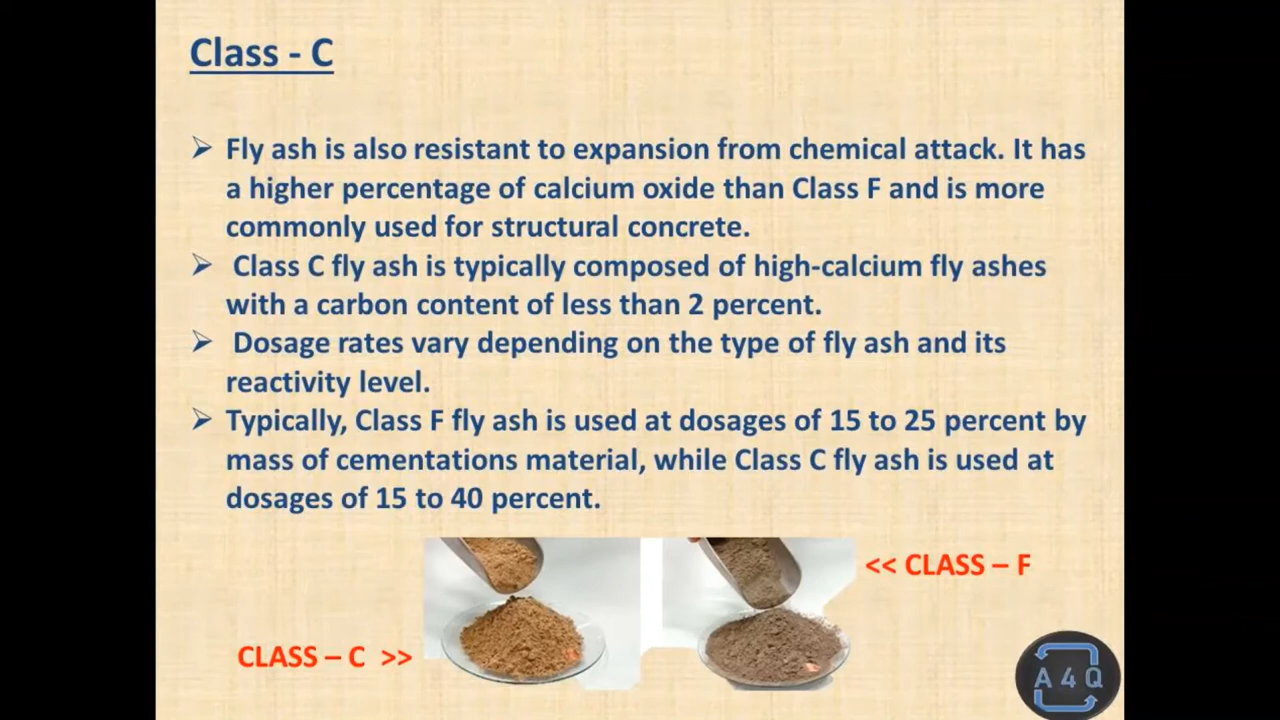 Class - C
➢ Fly ash is also resistant to expansion from chemical attack. It has
a higher percentage of calcium oxide than Class F and is more
commonly used for structural concrete.
➢ Class C fly ash is typically composed of high-calcium fly ashes
with a carbon content of less than 2 percent.
➢ Dosage rates vary depending on the type of fly ash and its
reactivity level.
➢ Typically, Class F fly ash is used at dosages of 15 to 25 percent by
mass of cementations material, while Class C fly ash is used at
dosages of 15 to 40 percent.
<< CLASS – F
CLASS – C >>
A 4 Q